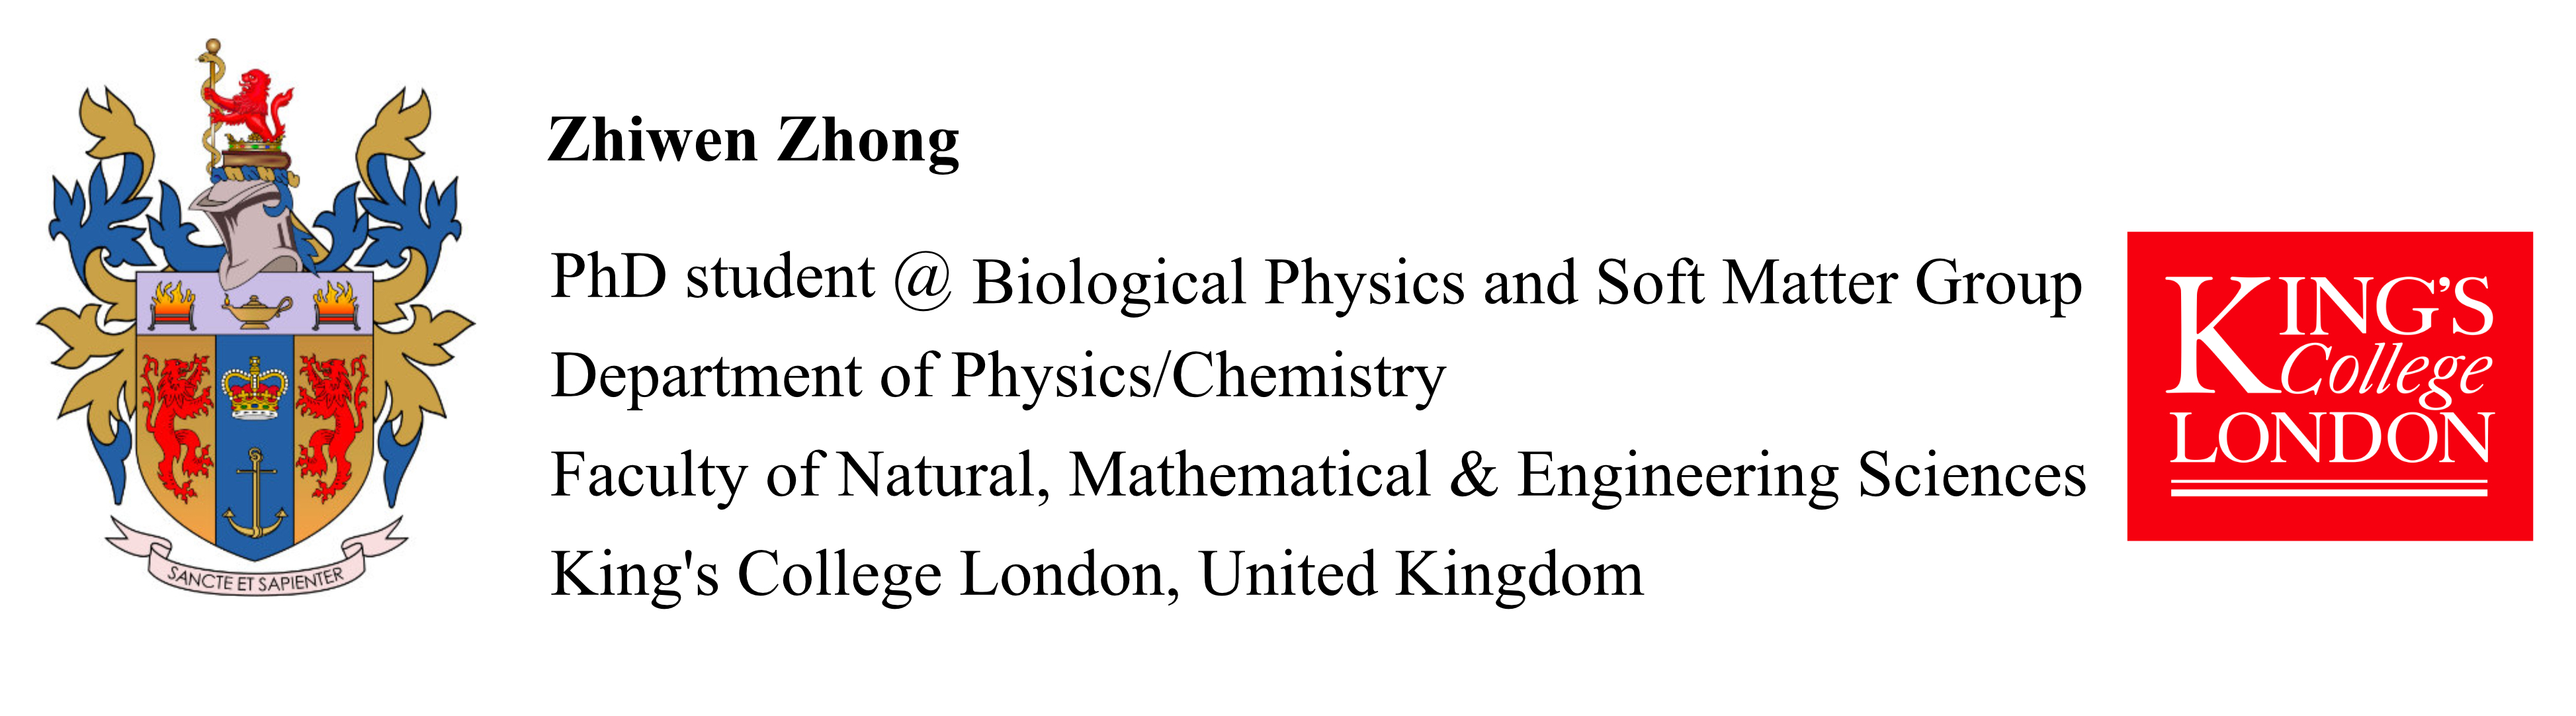 Zhiwen Zhong
PhD student @ Biological Physics and Soft Matter Group
Department of Physics/Chemistry
Faculty of Natural, Mathematical & Engineering Sciences
King's College London, United Kingdom
SANCTE ET SAPIENTER
KING'S
College
LONDON